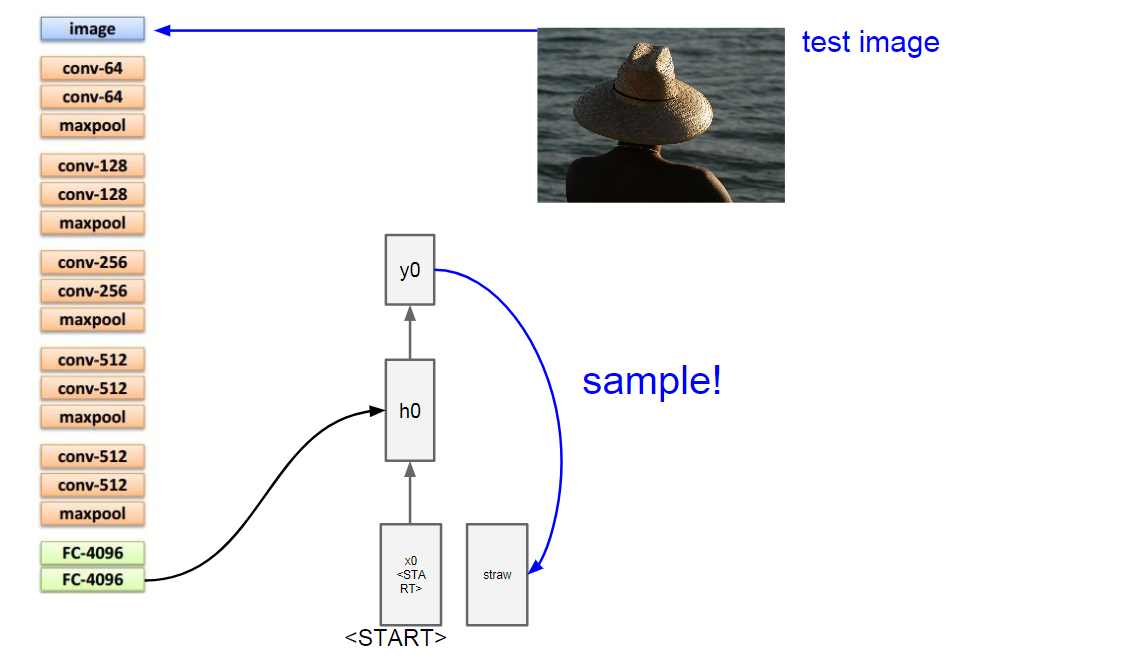 image
conv-64
conv-64
maxpool
conv-128
conv-128
maxpool
conv-256
conv-256
maxpool
conv-512
conv-512
maxpool
conv-512
conv-512
maxpool
FC-4096
FC-4096
test image
y0
sample!
h0
x0
<STA
RT>
straw
<START>